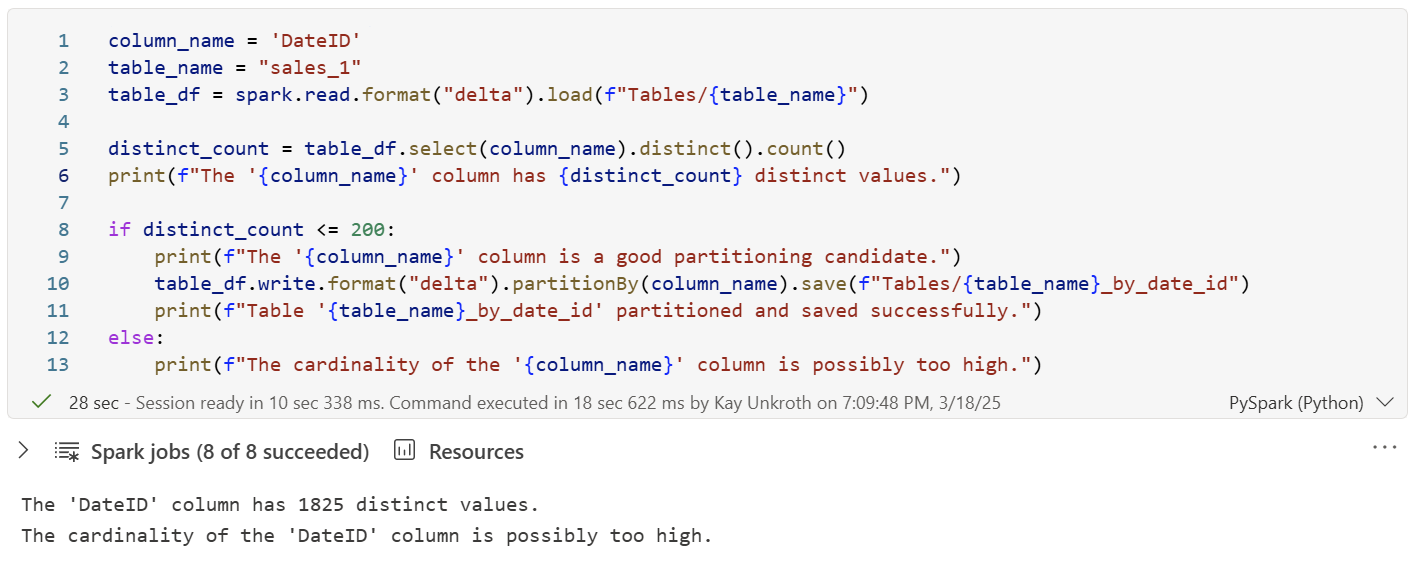 1 column_name = 'DateID'
2 table_name = "sales_1"
3 table_df = spark.read.format("delta").load(f"Tables/{table_name}")
4
5 distinct_count = table_df.select(column_name).distinct().count()
6 print(f"The '{column_name}' column has {distinct_count} distinct values.")
7
8 if distinct_count <= 200:
9     print(f"The '{column_name}' column is a good partitioning candidate.")
10     table_df.write.format("delta").partitionBy(column_name).save(f"Tables/{table_name}_by_date_id")
11     print(f"Table '{table_name}_by_date_id' partitioned and saved successfully.")
12 else:
13     print(f"The cardinality of the '{column_name}' column is possibly too high.")
28 sec - Session ready in 10 sec 338 ms. Command executed in 18 sec 622 ms by Kay Unkroth on 7:09:48 PM, 3/18/25 PySpark (Python)
Spark jobs (8 of 8 succeeded) Resources
The 'DateID' column has 1825 distinct values.
The cardinality of the 'DateID' column is possibly too high.